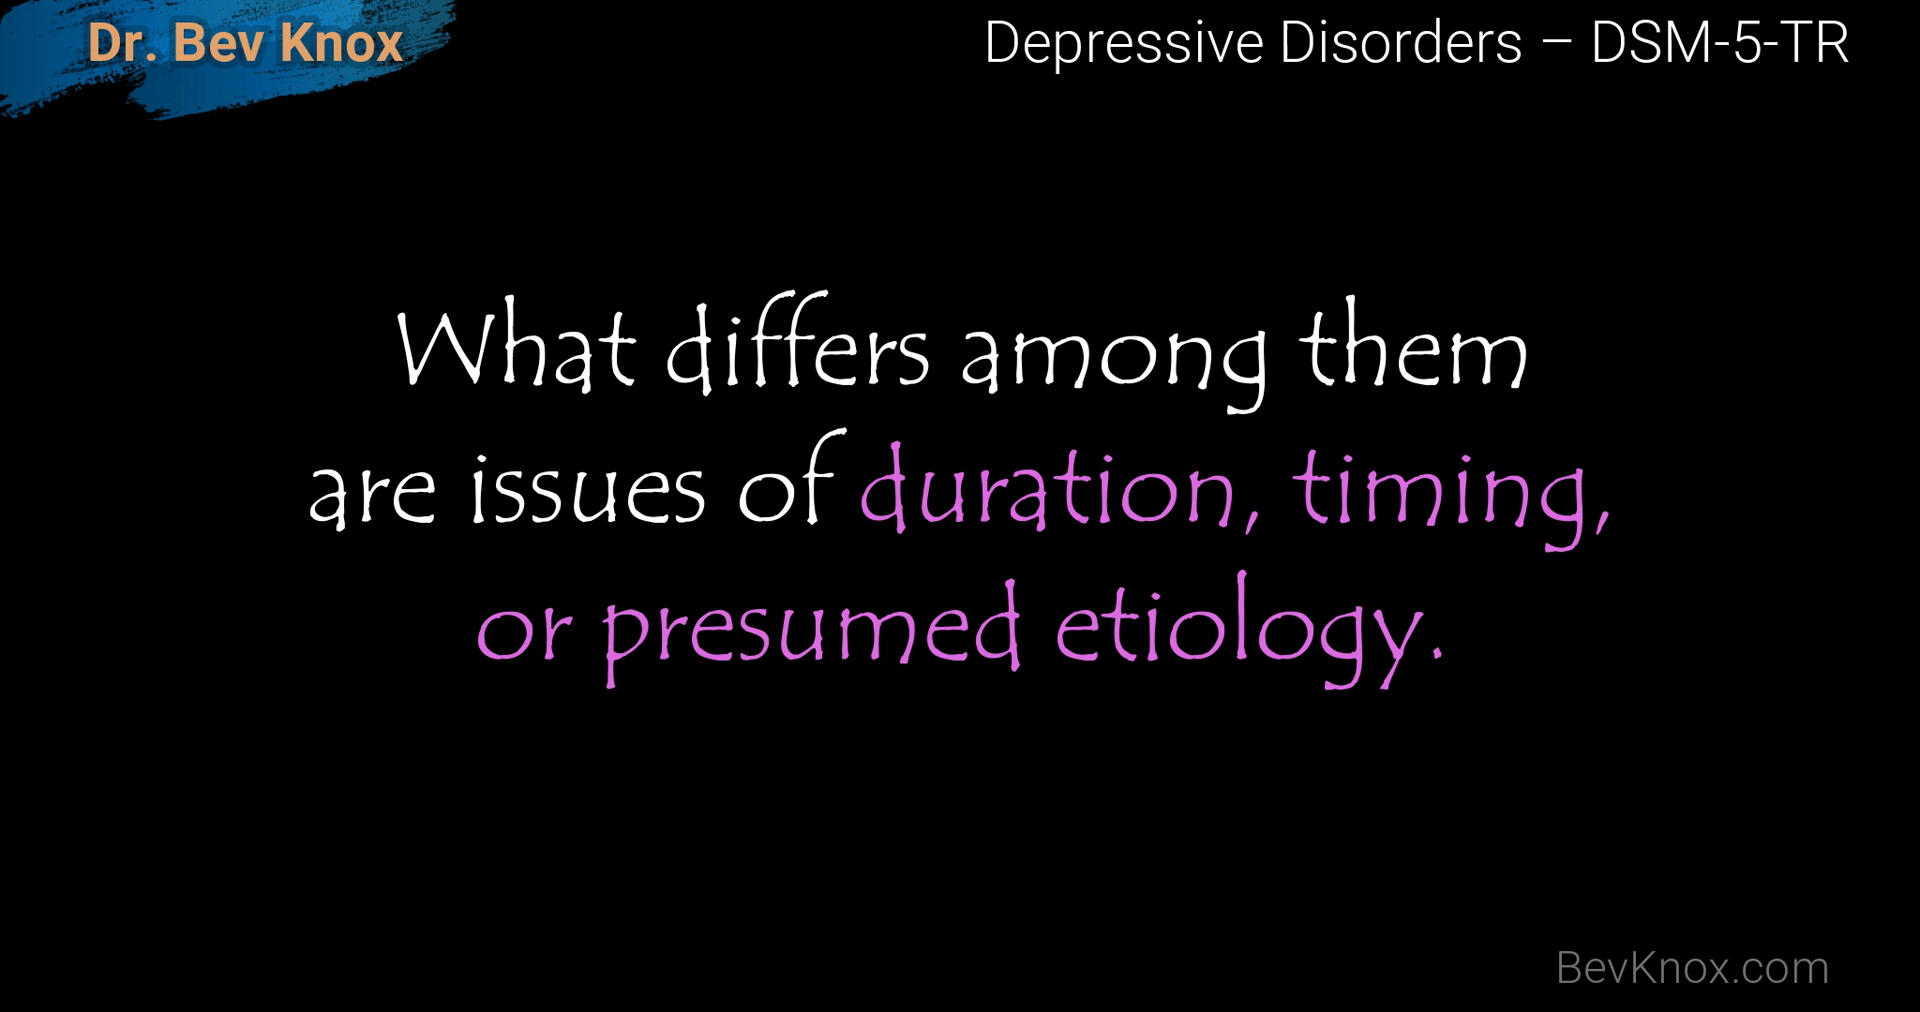 Dr. Bev Knox
Depressive Disorders – DSM-5-TR
What differs among them
are issues of duration, timing,
or presumed etiology.
BevKnox.com